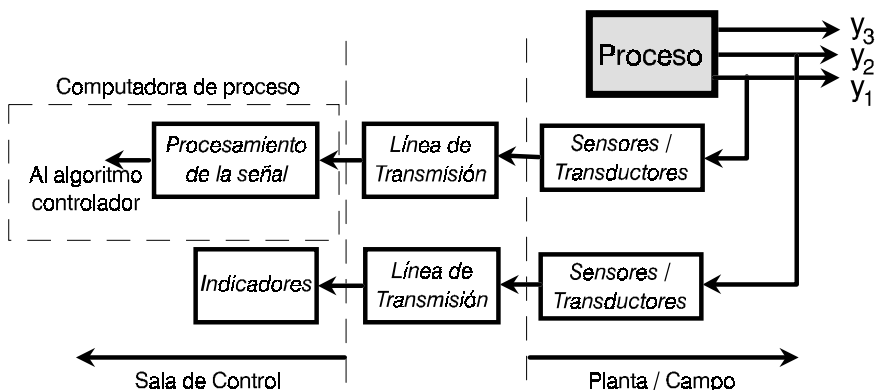 Proceso
y3
y2
y1
Computadora de proceso
Procesamiento
de la señal
Línea de
Transmisión
Sensores /
Transductores
Al algoritmo
controlador
Indicadores
Línea de
Transmisión
Sensores /
Transductores
Sala de Control
Planta / Campo